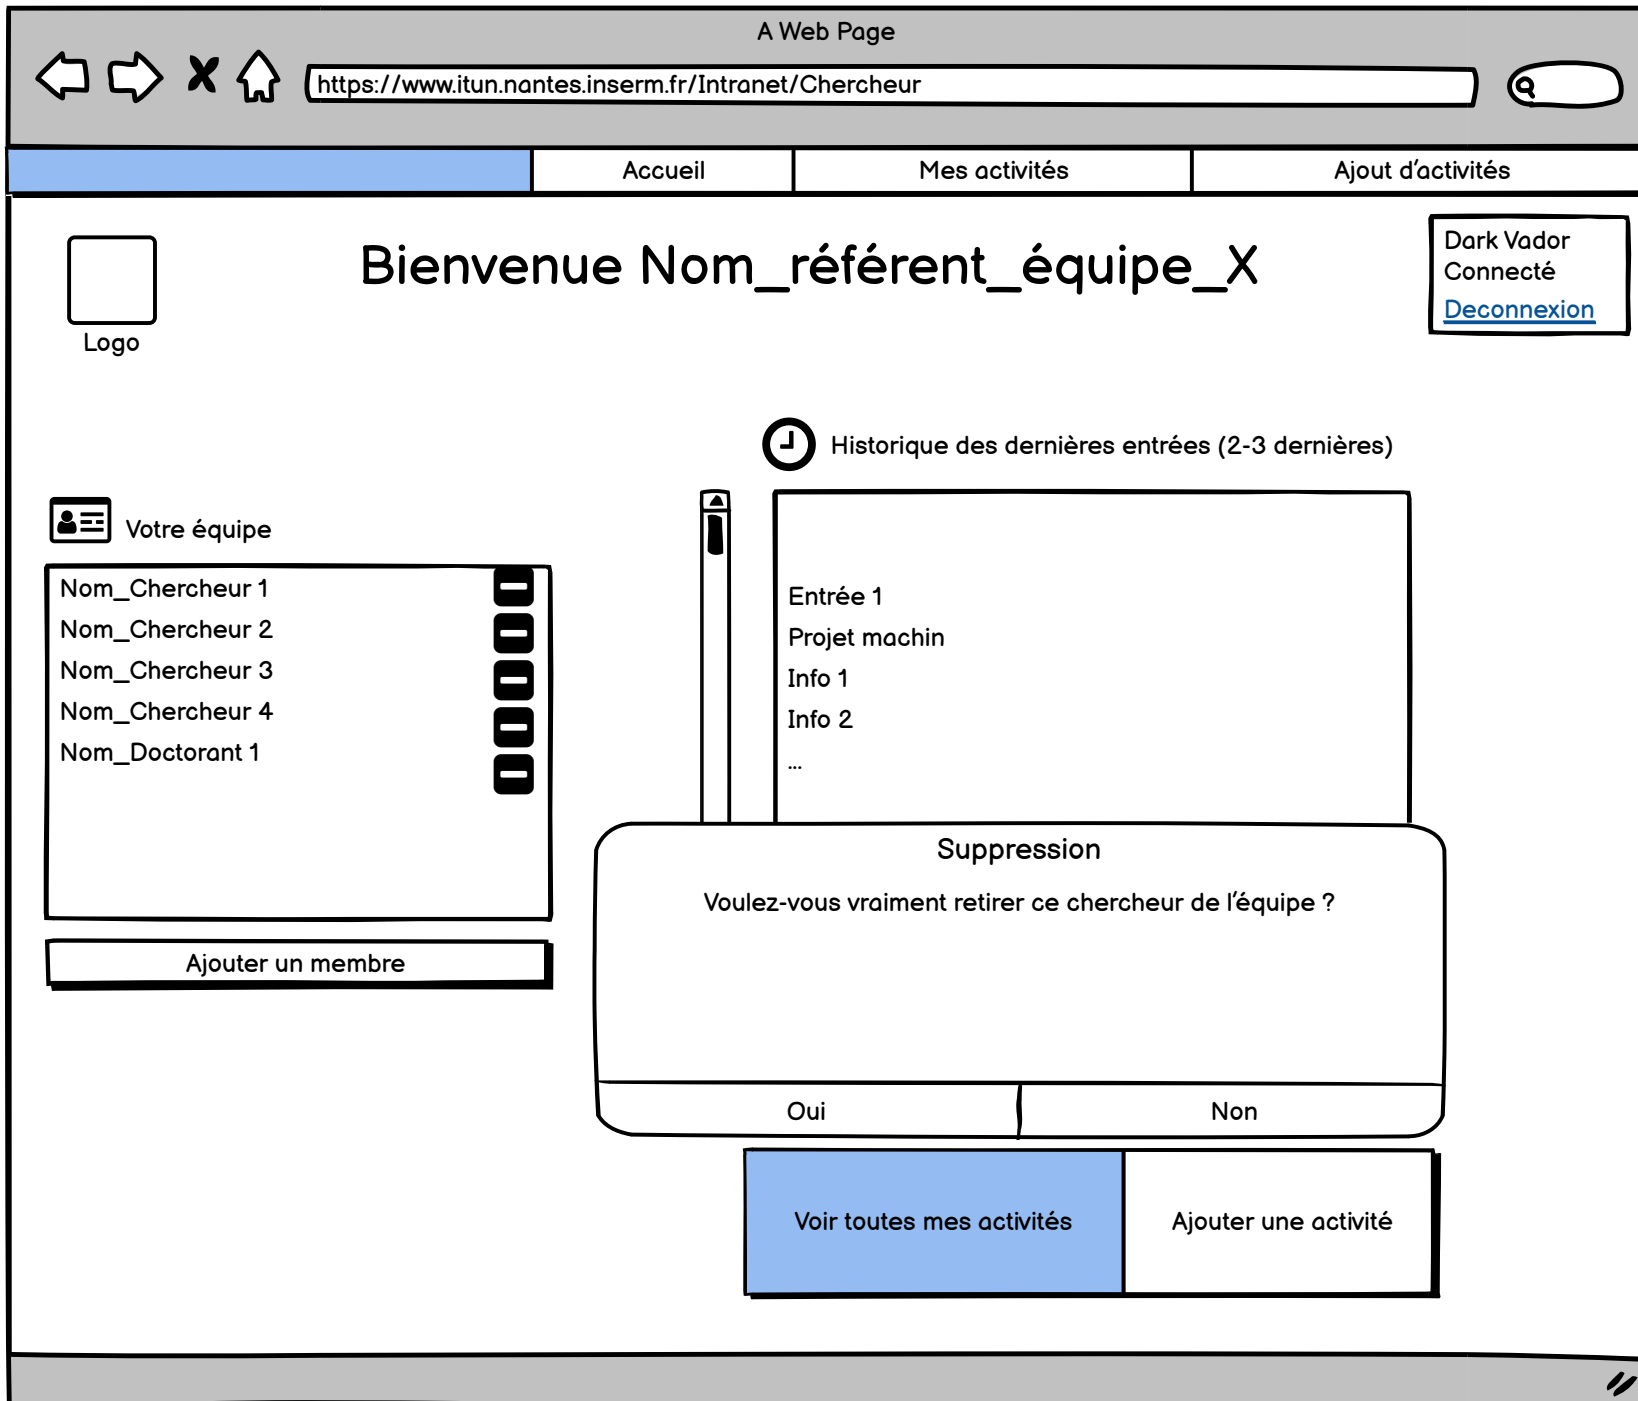 A Web Page
https://www.itun.nantes.inserm.fr/Intranet/Chercheur
Accueil
Mes activités
Ajout d'activités
Logo
Bienvenue Nom_référent_équipe_X
Dark Vador
Connecté
Deconnexion
Historique des dernières entrées (2-3 dernières)
Votre équipe
Nom_Chercheur 1
Nom_Chercheur 2
Nom_Chercheur 3
Nom_Chercheur 4
Nom_Doctorant 1
Ajouter un membre
Entrée 1
Projet machin
Info 1
Info 2
...
Suppression
Voulez-vous vraiment retirer ce chercheur de l'équipe ?
Oui
Non
Voir toutes mes activités
Ajouter une activité